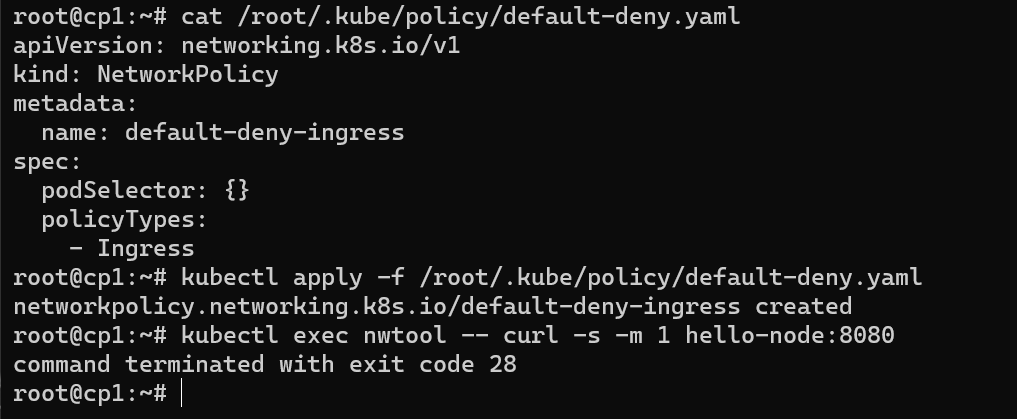 root@cp1:~# cat /root/.kube/policy/default-deny.yaml
apiVersion: networking.k8s.io/v1
kind: NetworkPolicy
metadata:
  name: default-deny-ingress
spec:
  podSelector: {}
  policyTypes:
    - Ingress
root@cp1:~# kubectl apply -f /root/.kube/policy/default-deny.yaml
networkpolicy.networking.k8s.io/default-deny-ingress created
root@cp1:~# kubectl exec nwtool -- curl -s -m 1 hello-node:8080
command terminated with exit code 28
root@cp1:~#